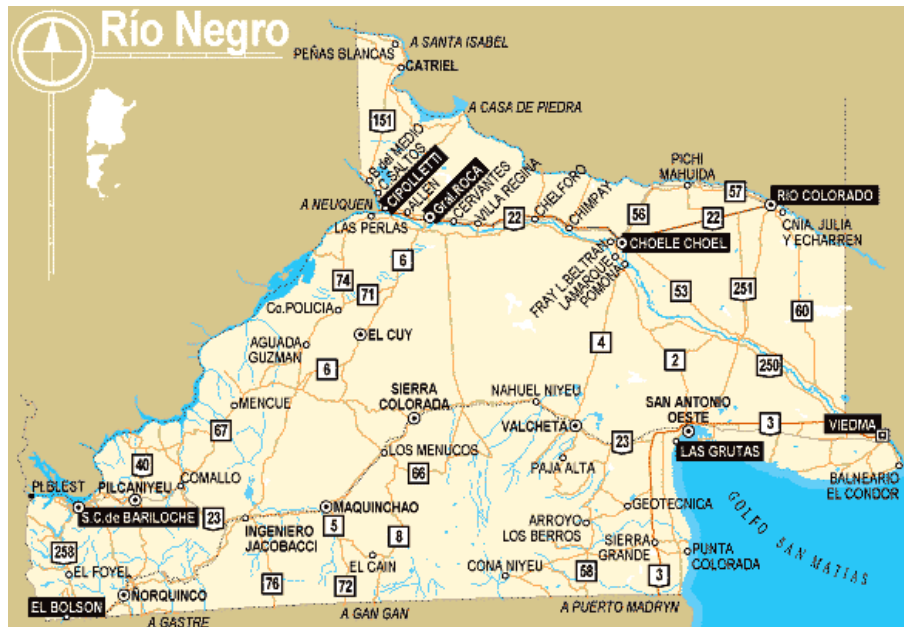 Río Negro
A SANTA ISABEL
PEÑAS BLANCAS
CATRIEL
A CASA DE PIEDRA
151
B.del MEDIO
C.SALTOS
CIPOLLETTI
ALLEN
Gral.ROCA
CERVANTES
VILLA REGINA
CHELFORO
CHIMPAY
PICHI
MAHUIDA
57
RIO COLORADO
A NEUQUEN
LAS PERLAS
22
56
22
CNIA. JULIA
Y ECHARREN
CHOELE CHOEL
FRAY L.BELTRAN
LAMARQUE
POMONA
6
74
71
53
251
60
Ca.POLICIA
EL CUY
AGUADA
GUZMAN
4
2
250
6
MENCUE
SIERRA
COLORADA
NAHUEL NIYEU
SAN ANTONIO
OESTE
3
VIEDMA
67
VALCHETA
23
LAS GRUTAS
LOS MENUCOS
40
COMALLO
66
PAJA ALTA
BALNEARIO
EL CONDOR
Pt.BLEST
PILCANIYEU
S.C.de BARILOCHE
23
MAQUINCHAO
GEOTECNICA
GOLFO SAN MATIAS
INGENIERO
JACOBACCI
5
8
ARROYO
LOS BERROS
SIERRA
GRANDE
PUNTA
COLORADA
258
EL FOYEL
EL CAIN
CONA NIYEU
76
72
58
3
ÑORQUINCO
EL BOLSON
A GASTRE
A GAN GAN
A PUERTO MADRYN